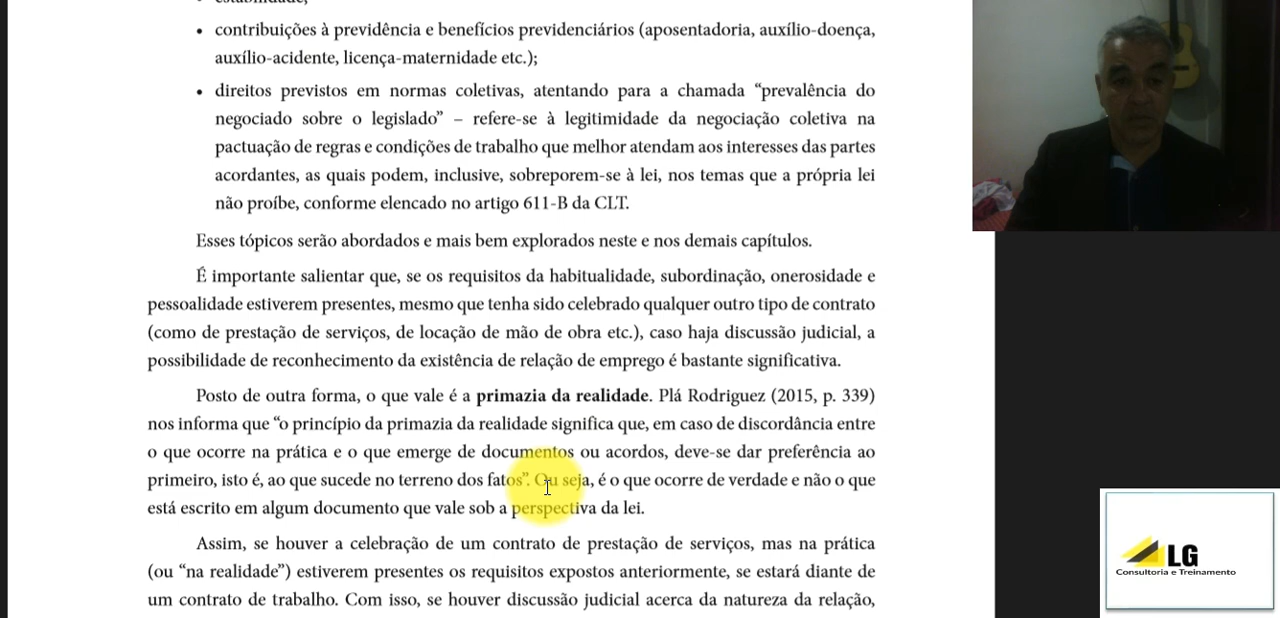 contribuições à previdência e benefícios previdenciários (aposentadoria, auxílio-doença,
auxílio-acidente, licença-maternidade etc.);
direitos previstos em normas coletivas, atentando para a chamada “prevalência do
negociado sobre o legislado” – refere-se à legitimidade da negociação coletiva na
pactuação de regras e condições de trabalho que melhor atendam aos interesses das partes
acordantes, as quais podem, inclusive, sobreporem-se à lei, nos temas que a própria lei
não proíbe, conforme elencado no artigo 611-B da CLT.
Esses tópicos serão abordados e mais bem explorados neste e nos demais capítulos.
É importante salientar que, se os requisitos da habitualidade, subordinação, onerosidade e
pessoalidade estiverem presentes, mesmo que tenha sido celebrado qualquer outro tipo de contrato
(como de prestação de serviços, de locação de mão de obra etc.), caso haja discussão judicial, a
possibilidade de reconhecimento da existência de relação de emprego é bastante significativa.
Posto de outra forma, o que vale é a primazia da realidade. Plá Rodriguez (2015, p. 339)
nos informa que “o princípio da primazia da realidade significa que, em caso de discordância entre
o que ocorre na prática e o que emerge de documentos ou acordos, deve-se dar preferência ao
primeiro, isto é, ao que sucede no terreno dos fatos”. Ou seja, é o que ocorre de verdade e não o que
está escrito em algum documento que vale sob a perspectiva da lei.
Assim, se houver a celebração de um contrato de prestação de serviços, mas na prática
(ou “na realidade”) estiverem presentes os requisitos expostos anteriormente, se estará diante de
um contrato de trabalho. Com isso, se houver discussão judicial acerca da natureza da relação,
LG
Consultoria e Treinamento